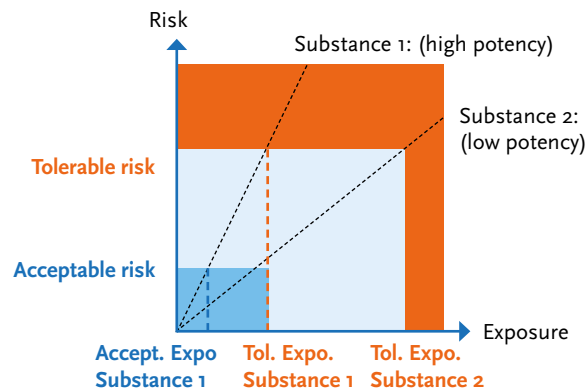 Risk
Substance 1: (high potency)
Substance 2:
(low potency)
Tolerable risk
Acceptable risk
Exposure
Accept. Expo
Substance 1
Tol. Expo.
Substance 1
Tol. Expo.
Substance 2